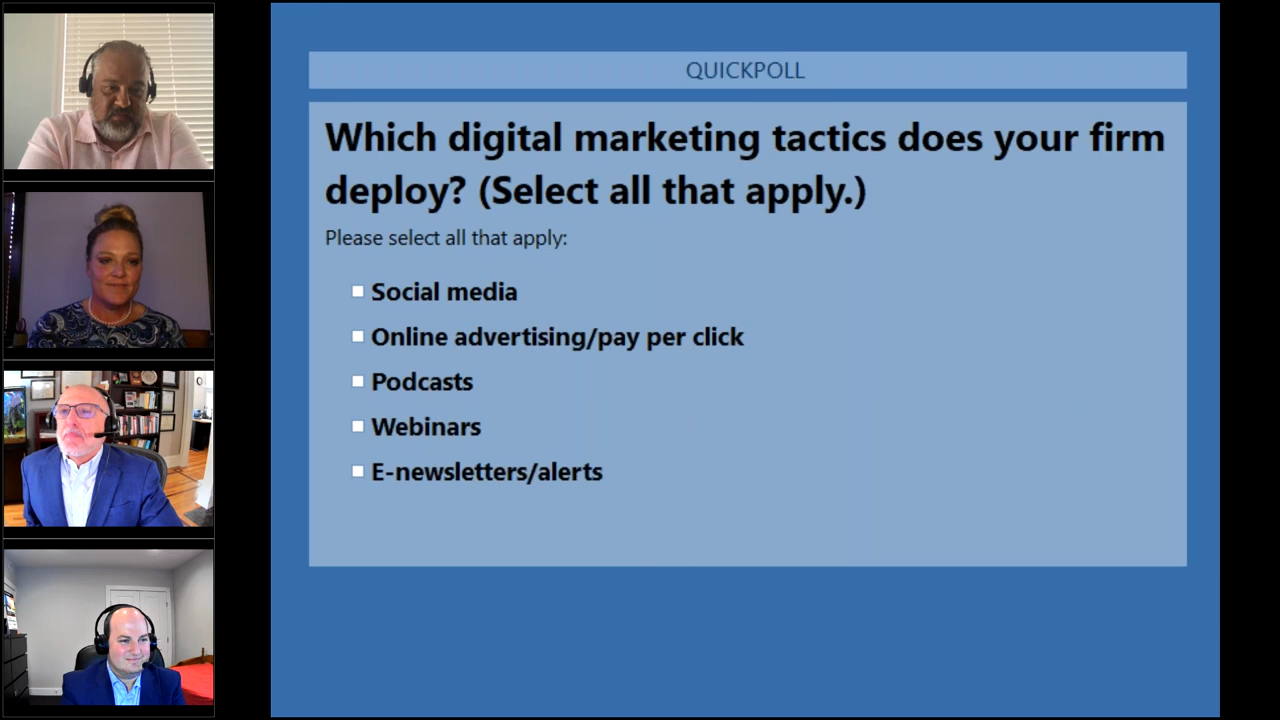 QUICKPOLL
Which digital marketing tactics does your firm
deploy? (Select all that apply.)
Please select all that apply:
Social media
Online advertising/pay per click
Podcasts
Webinars
E-newsletters/alerts